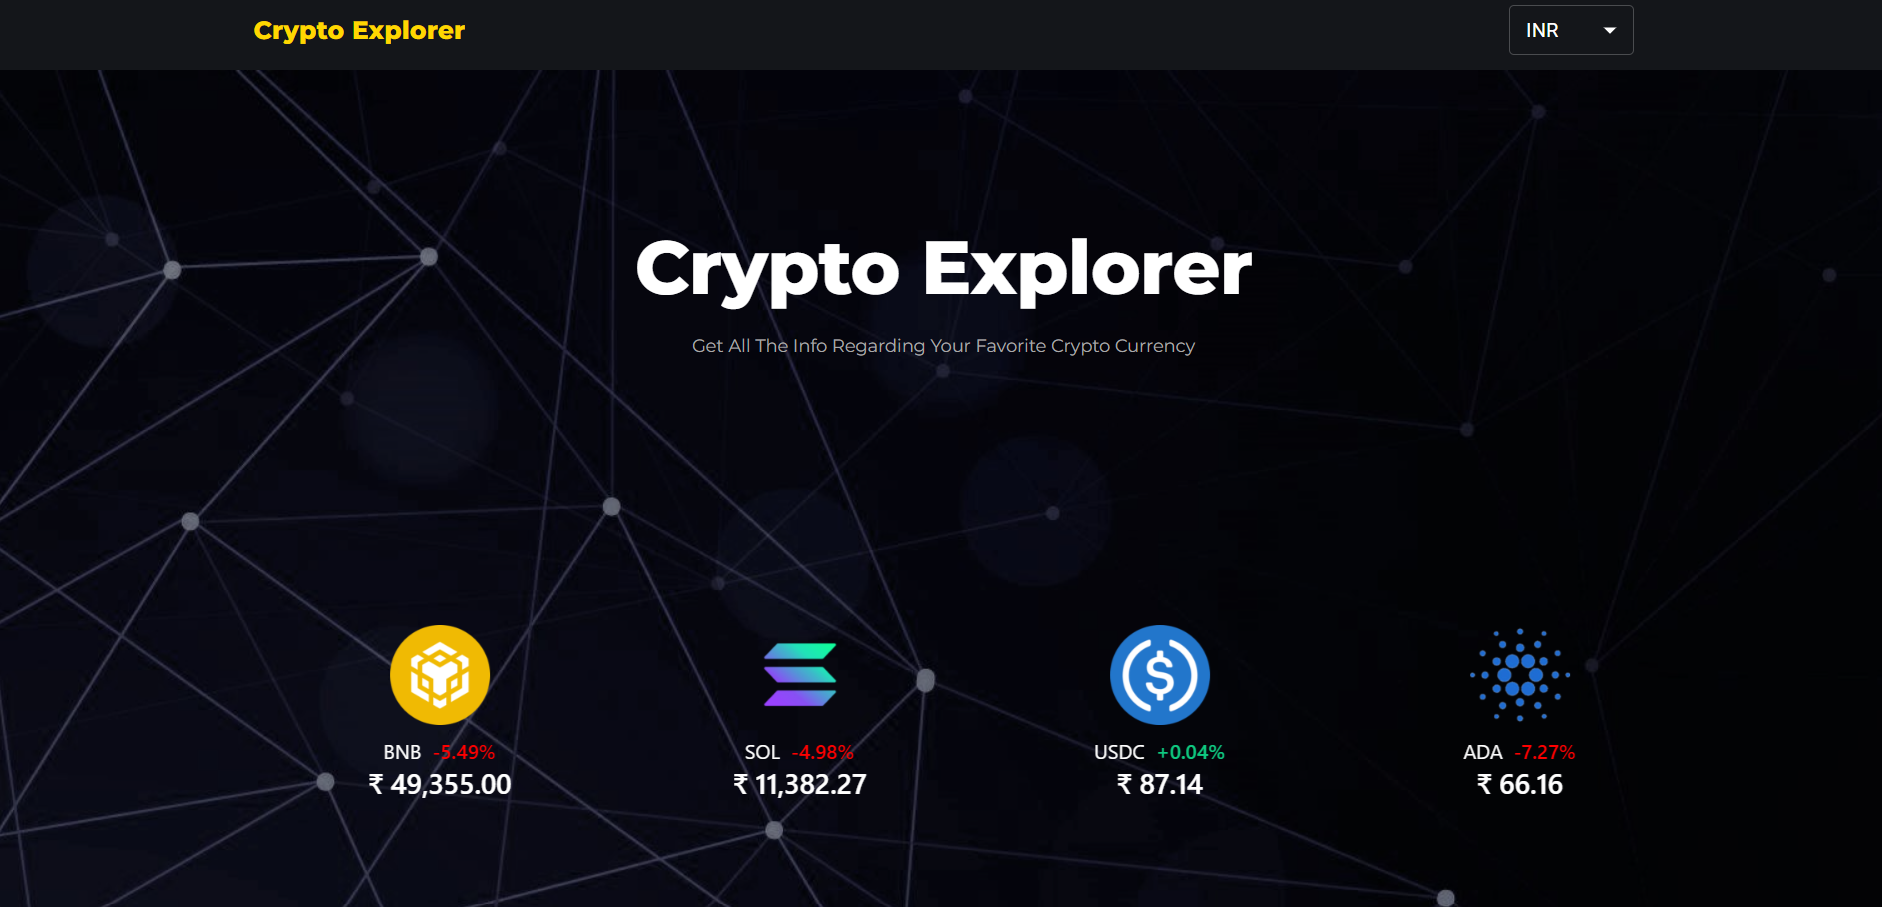 Crypto Explorer
INR
Crypto Explorer
Get All The Info Regarding Your Favorite Crypto Currency
BNB -5.49%
₹ 49,355.00
SOL -4.98%
₹ 11,382.27
USDC +0.04%
₹ 87.14
ADA -7.27%
₹ 66.16